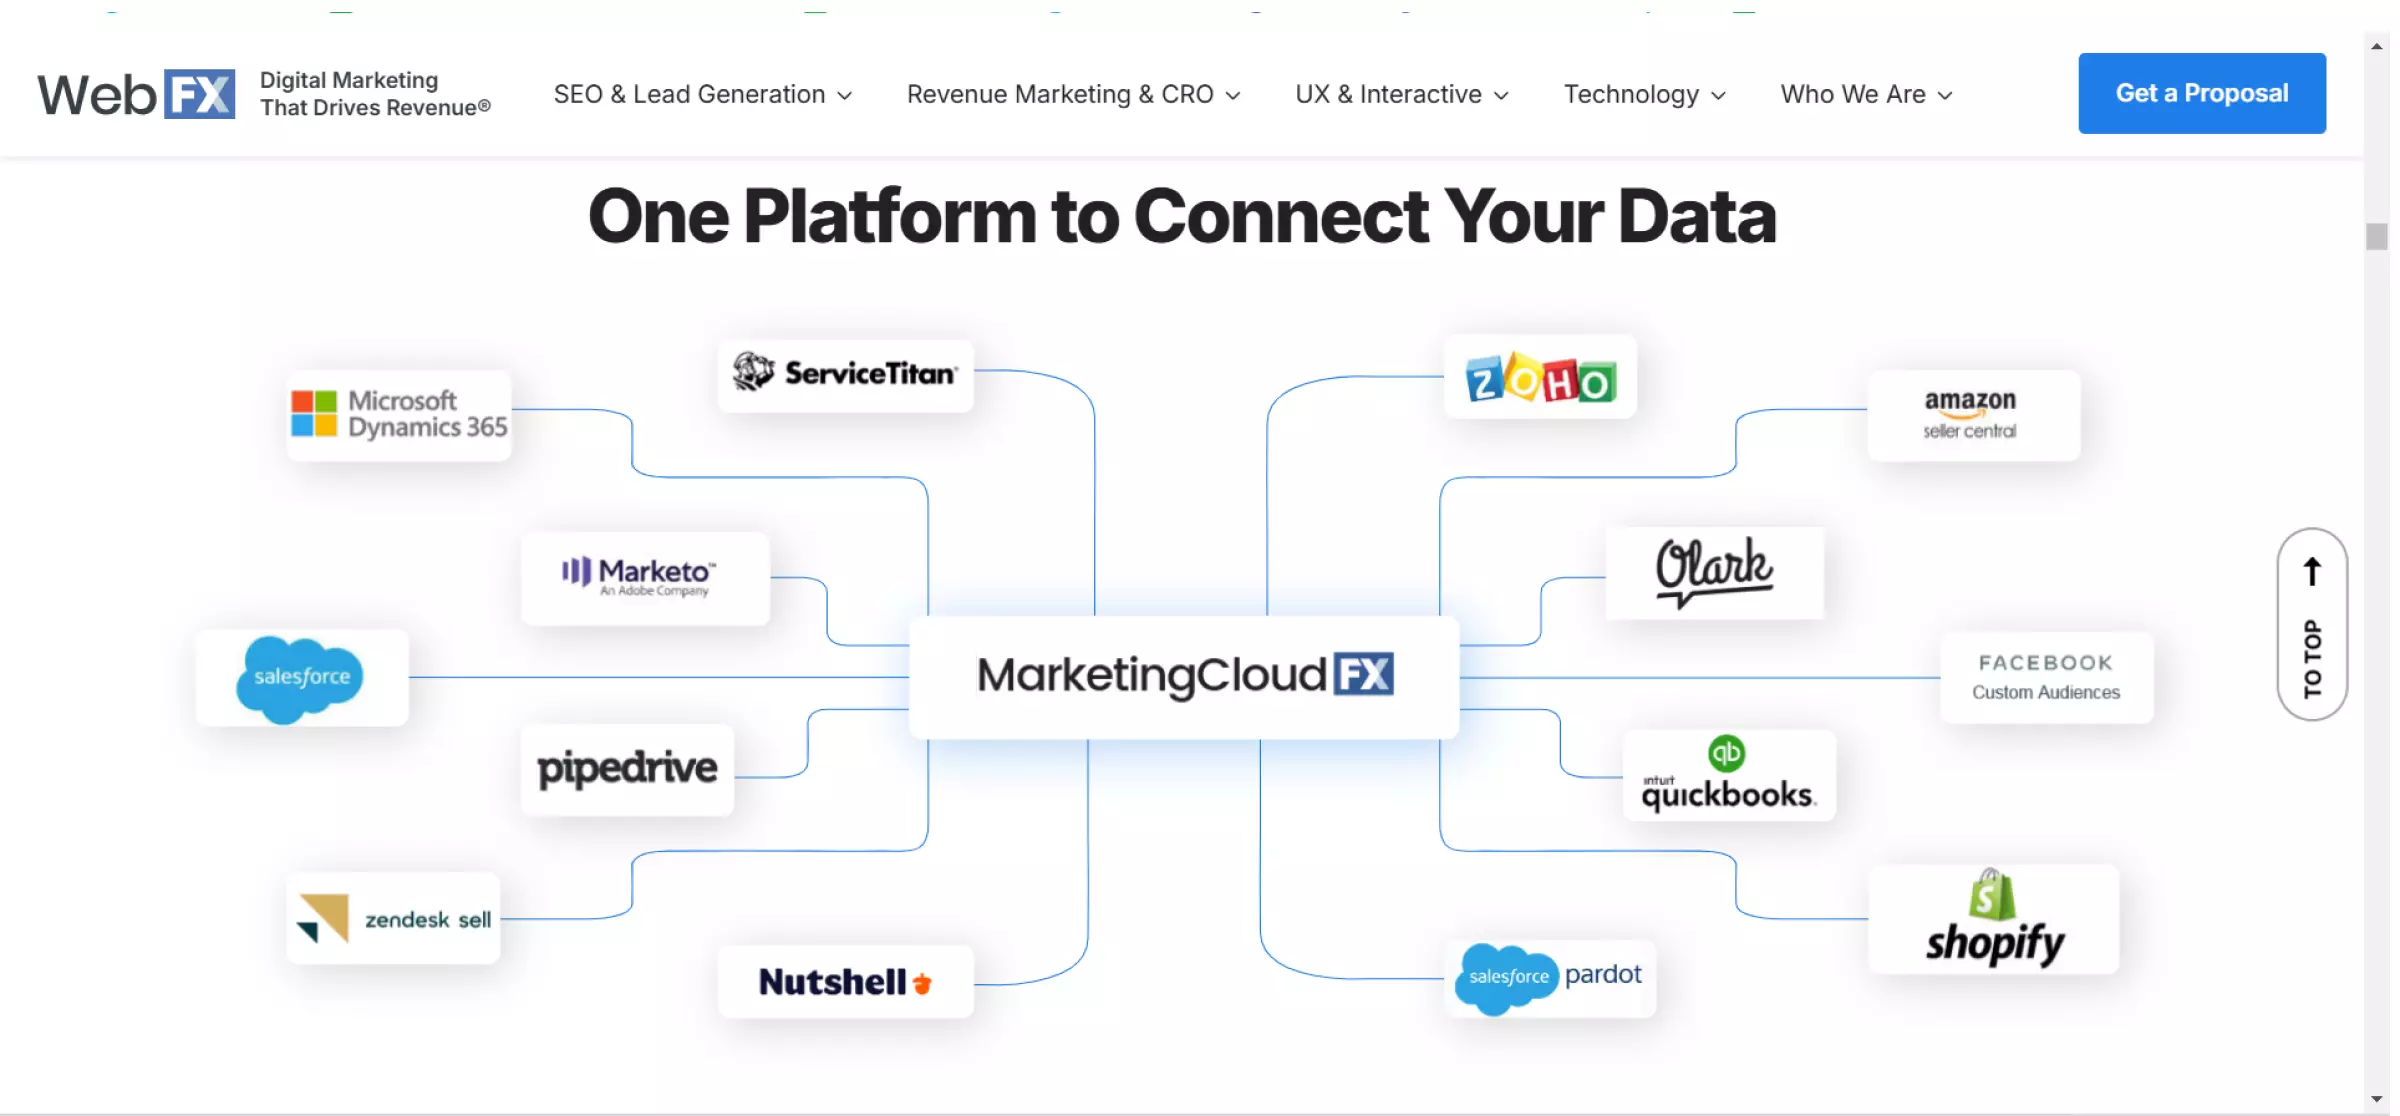 WebFX
Digital Marketing
That Drives Revenue®
SEO & Lead Generation
Revenue Marketing & CRO
UX & Interactive
Technology
Who We Are
Get a Proposal
One Platform to Connect Your Data
Microsoft
Dynamics 365
ServiceTitan
ZOHO
amazon
seller central
Marketo™
An Adobe Company
Olark
salesforce
MarketingCloudFX
FACEBOOK
Custom Audiences
pipedrive
qb
intuit
quickbooks.
zendesk sell
Nutshell
salesforce pardot
S
shopify
TO TOP